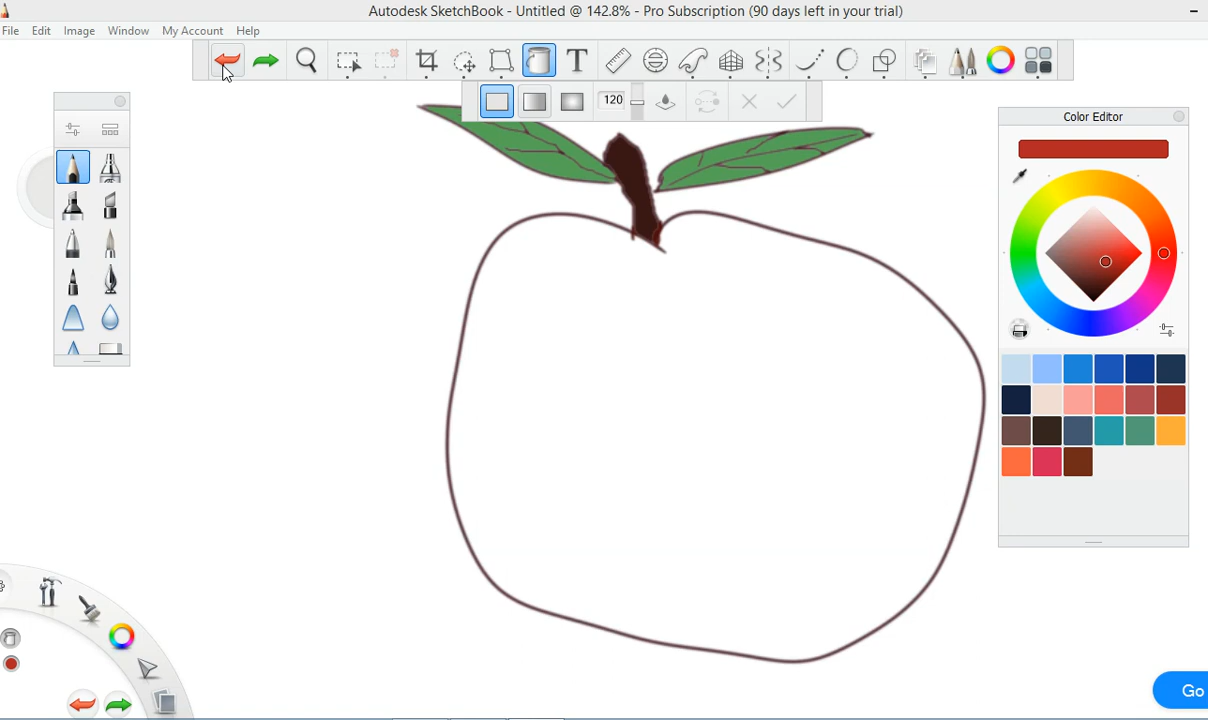 Autodesk SketchBook - Untitled @ 142.8% - Pro Subscription (90 days left in your trial)
File Edit Image Window My Account Help
T
120
Color Editor
Go